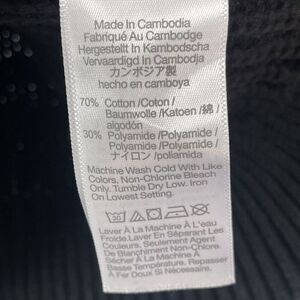 Made In Cambodia
Fabriqué Au Cambodge
Hergestellt In Kambodscha
Vervaardigd In Cambodja
カンボジア製
hecho en camboya
70% Cotton /Coton /
Baumwolle /Katoen /綿 /
algodón
30% Polyamide /Polyamide /
Polyamide /Polyamide /
ナイロン /poliamida
Machine Wash Cold With Like
Colors. Non-Chlorine Bleach
Only. Tumble Dry Low. Iron
On Lowest Setting.
30
Laver À La Machine À L'eau
Froide. Laver En Séparant Les
Couleurs, Seulement Agent
De Blanchiment Non-Chloré.
Sécher À La Machine À
Basse Température. Repasser
À Fer Doux Si Nécessaire.